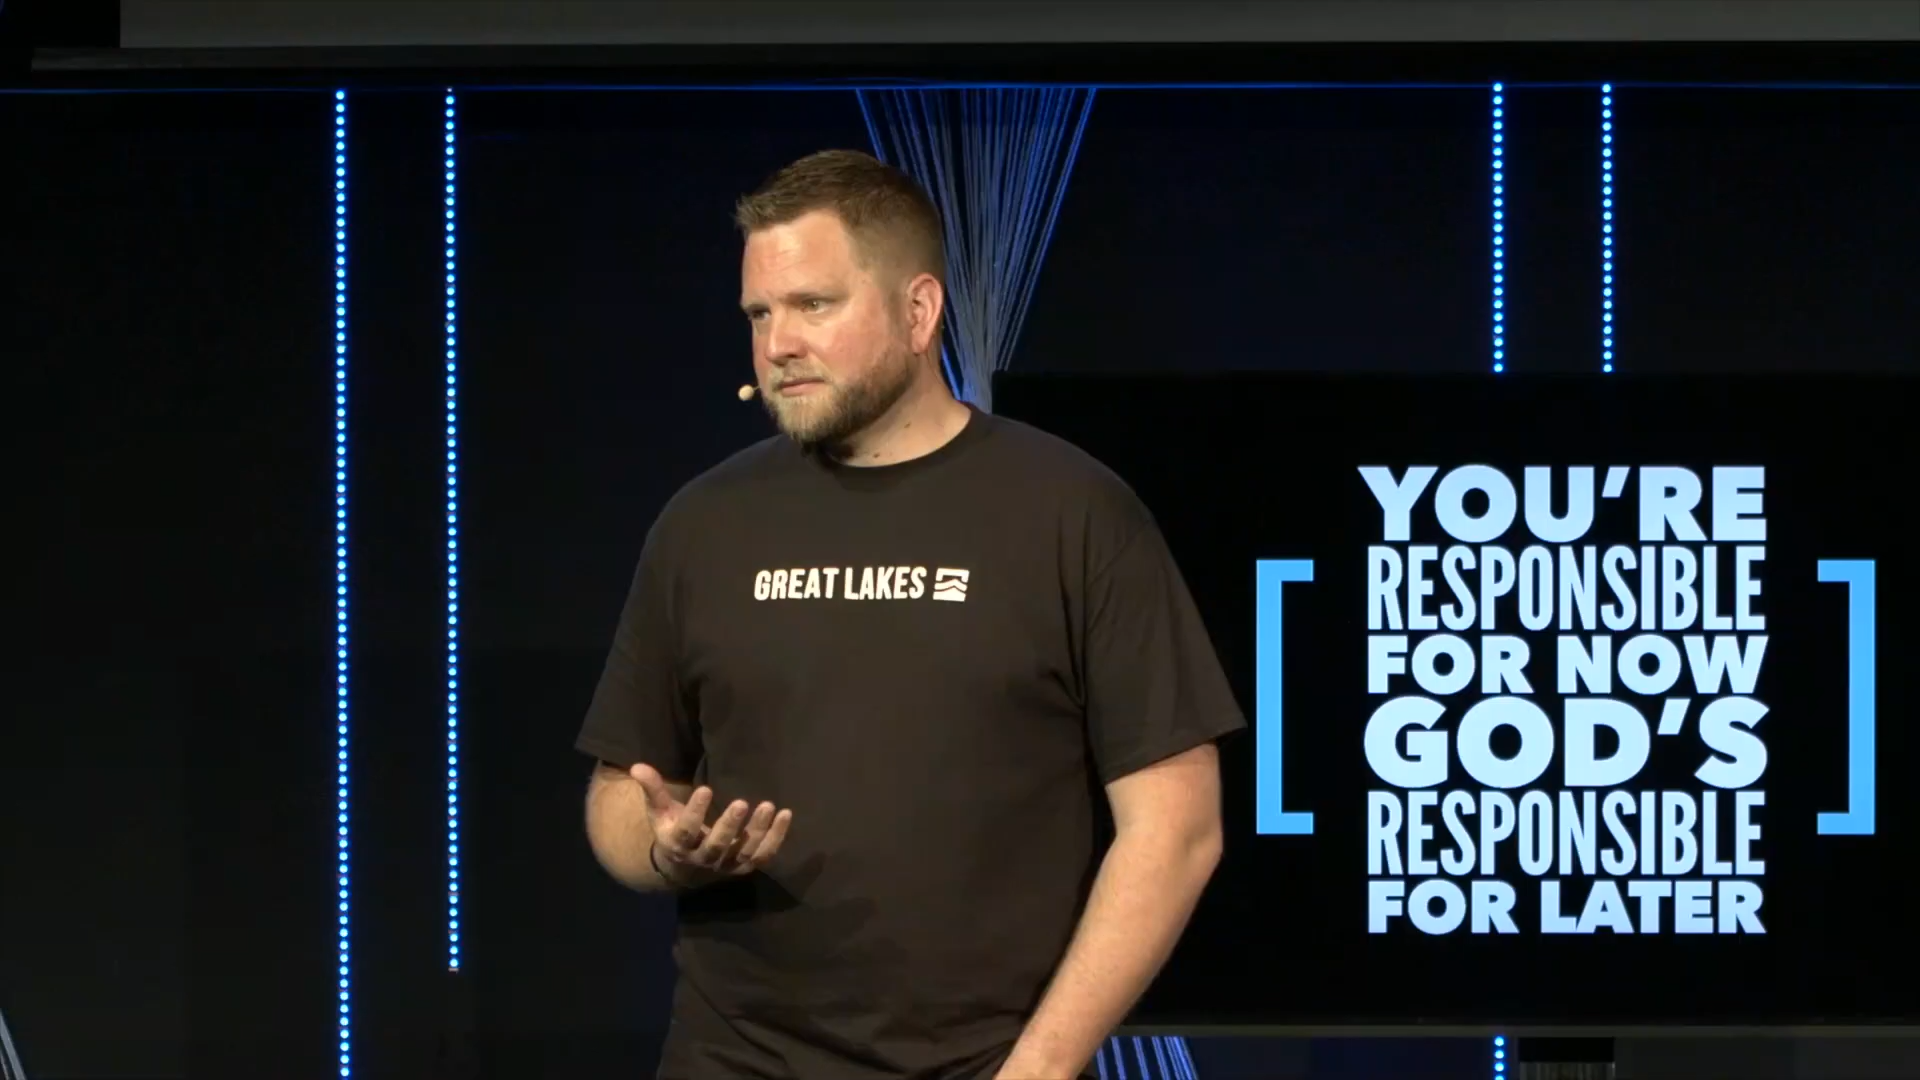 GREAT LAKES
YOU'RE
RESPONSIBLE
FOR NOW
GOD'S
RESPONSIBLE
FOR LATER